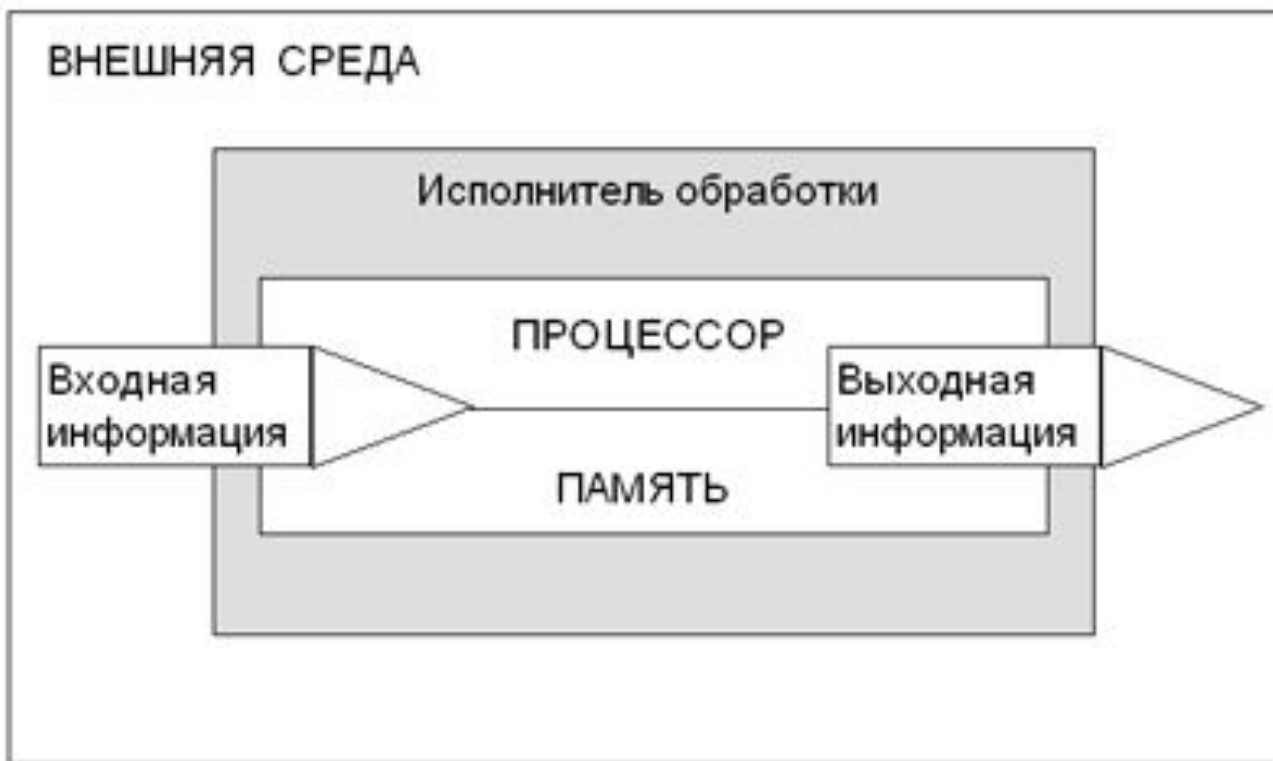 ВНЕШНЯЯ СРЕДА
Исполнитель обработки
ПРОЦЕССОР
Входная
информация
Выходная
информация
ПАМЯТЬ